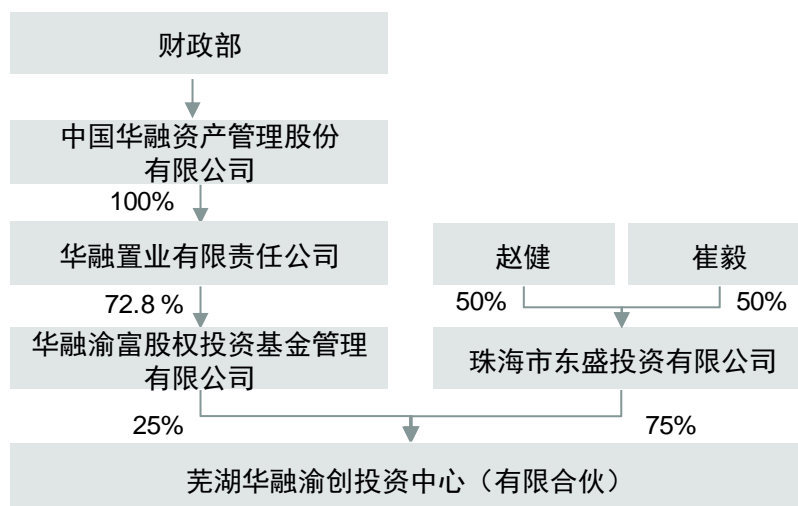 财政部
中国华融资产管理股份
有限公司
100%
华融置业有限责任公司
赵健
崔毅
72.8 %
50%
50%
华融渝富股权投资基金管理
有限公司
珠海市东盛投资有限公司
25%
75%
芜湖华融渝创投资中心（有限合伙）